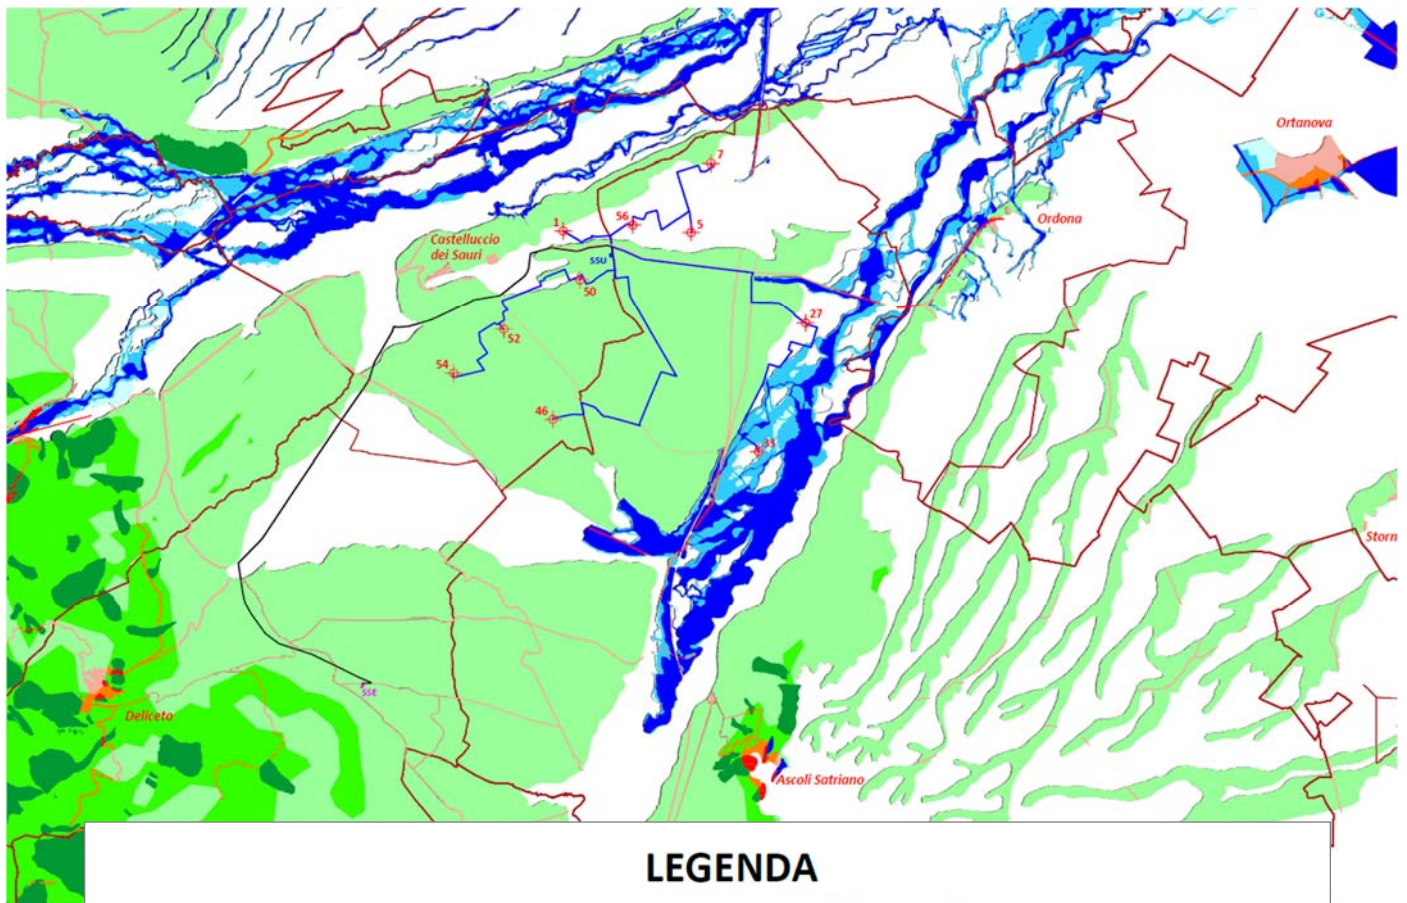 Ortanova
7
Ordona
1
56
5
Castelluccio
dei Sauri
SSU
50
27
52
54
46
33
Storn
SSE
Deliceto
Ascoli Satriano
LEGENDA